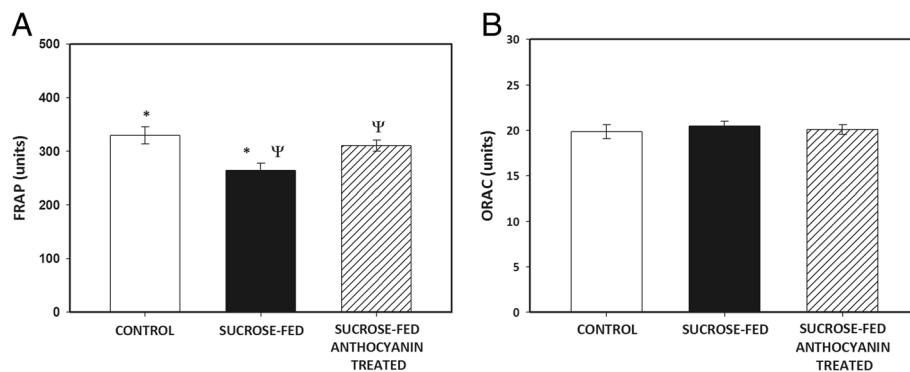 A
500
400
300
200
100
0
FRAP (units)
*
* Ψ
Ψ
CONTROL
SUCROSE-FED
SUCROSE-FED
ANTHOCYANIN
TREATED
B
30
25
20
15
10
5
0
ORAC (units)
CONTROL
SUCROSE-FED
SUCROSE-FED
ANTHOCYANIN
TREATED